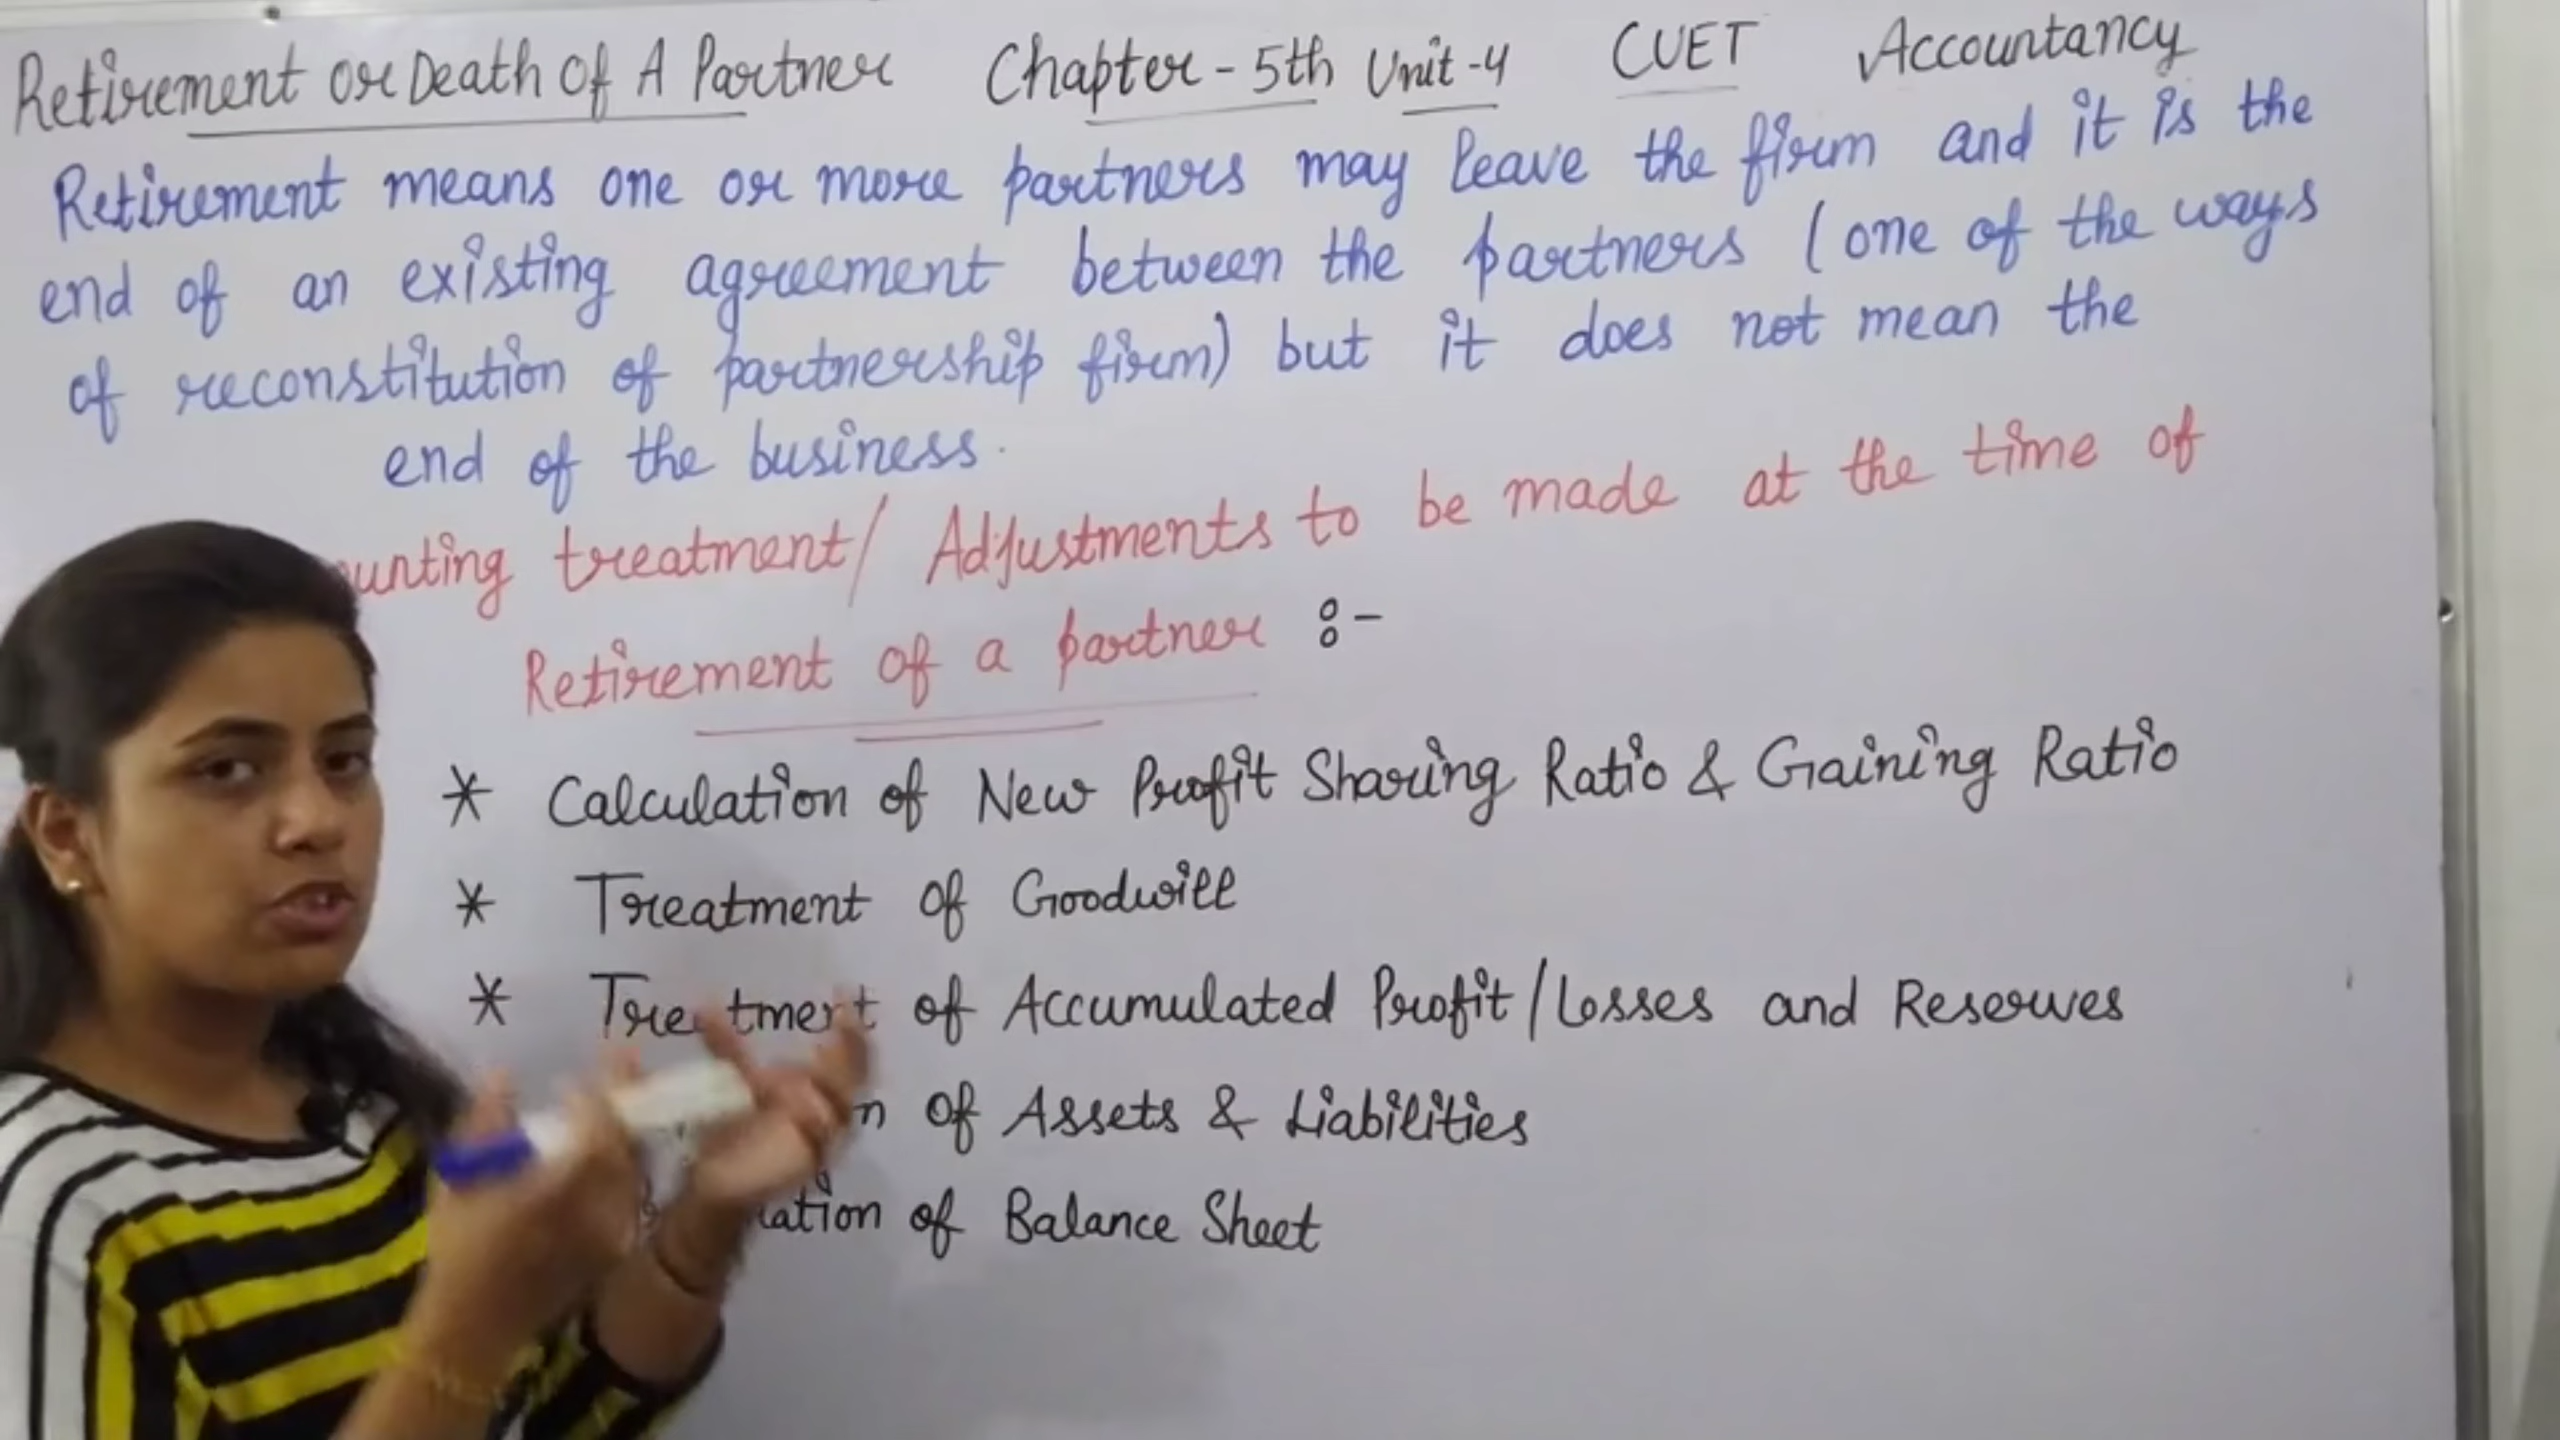 Retirement or Death Of A Partner Chapter - 5th Unit -4 CUET Accountancy
Retirement means one or more partners may leave the firm and it is the
end of an existing agreement between the partners (one of the ways
of reconstitution of partnership firm) but it does not mean the
end of the business.
unting treatment/ Adjustments to be made at the time of
Retirement of a partner :-
* Calculation of New Profit Sharing Ratio & Gaining Ratio
* Treatment of Goodwill
* Treatment of Accumulated Profit/Losses and Reserves
n of Assets & Liabilities
ation of Balance Sheet